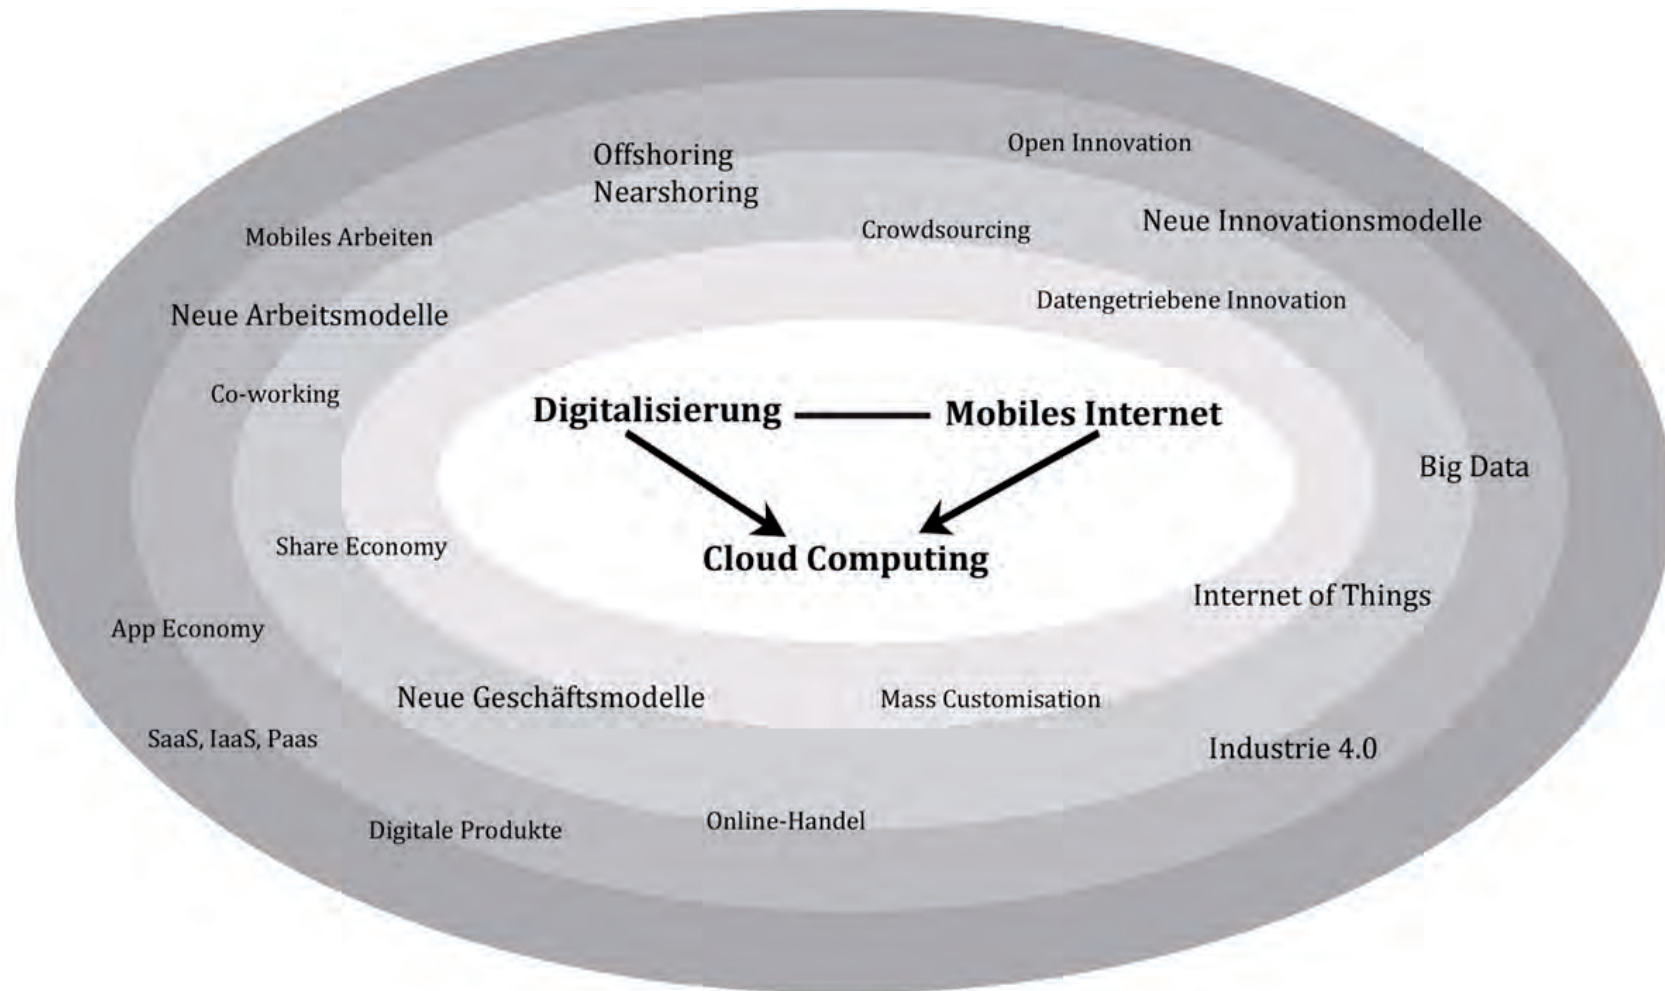 Open Innovation
Offshoring
Nearshoring
Neue Innovationsmodelle
Crowdsourcing
Mobiles Arbeiten
Datengetriebene Innovation
Neue Arbeitsmodelle
Co-working
Digitalisierung
Mobiles Internet
Big Data
Share Economy
Cloud Computing
Internet of Things
App Economy
Neue Geschäftsmodelle
Mass Customisation
SaaS, IaaS, Paas
Industrie 4.0
Digitale Produkte
Online-Handel